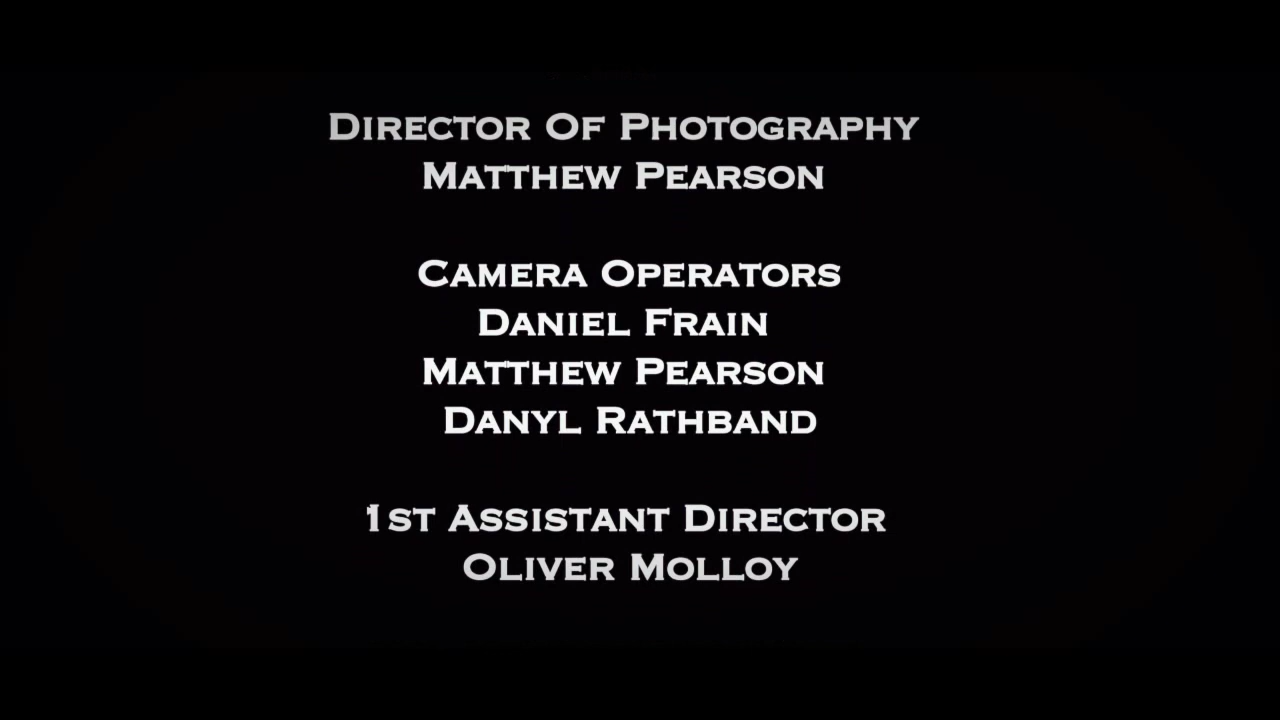 Director Of Photography
Matthew Pearson
Camera Operators
Daniel Frain
Matthew Pearson
Danyl Rathband
1st Assistant Director
Oliver Molloy